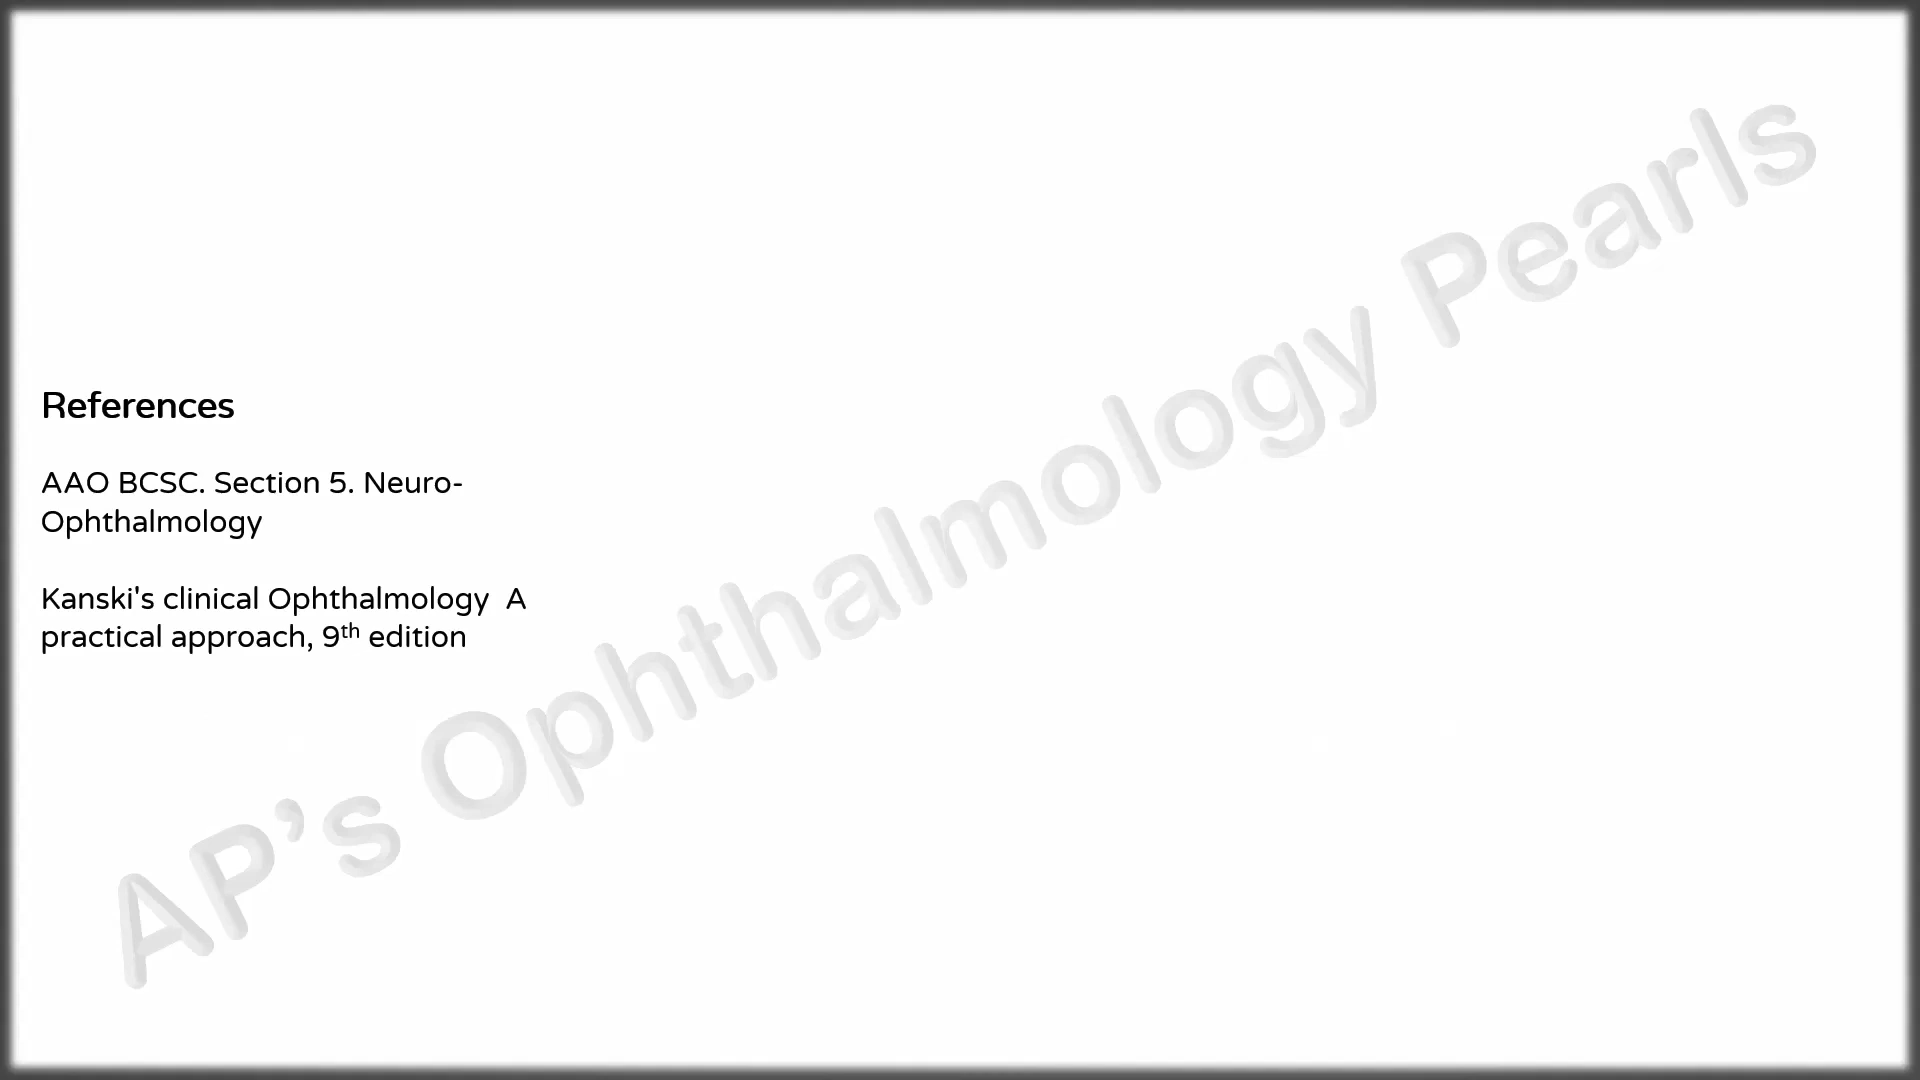 References
AAO BCSC. Section 5. Neuro-
Ophthalmology
Kanski's clinical Ophthalmology  A
practical approach, 9th edition
AP’s Ophthalmology Pearls